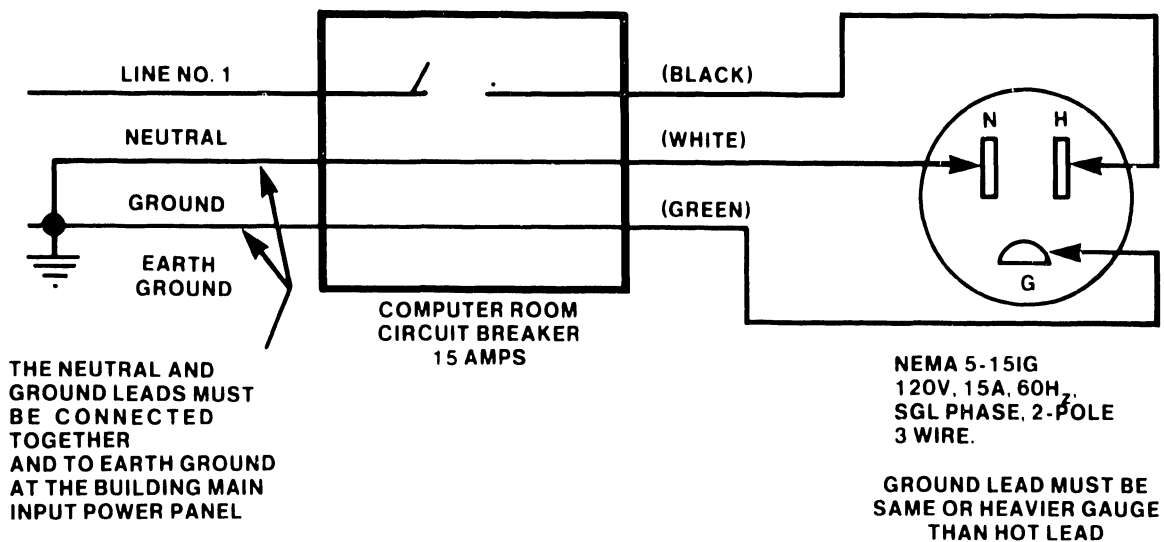 LINE NO. 1
(BLACK)
NEUTRAL
(WHITE)
N
H
GROUND
(GREEN)
EARTH
GROUND
G
COMPUTER ROOM
CIRCUIT BREAKER
15 AMPS
THE NEUTRAL AND
GROUND LEADS MUST
BE CONNECTED
TOGETHER
AND TO EARTH GROUND
AT THE BUILDING MAIN
INPUT POWER PANEL
NEMA 5-15IG
120V, 15A, 60Hz,
SGL PHASE, 2-POLE
3 WIRE.
GROUND LEAD MUST BE
SAME OR HEAVIER GAUGE
THAN HOT LEAD